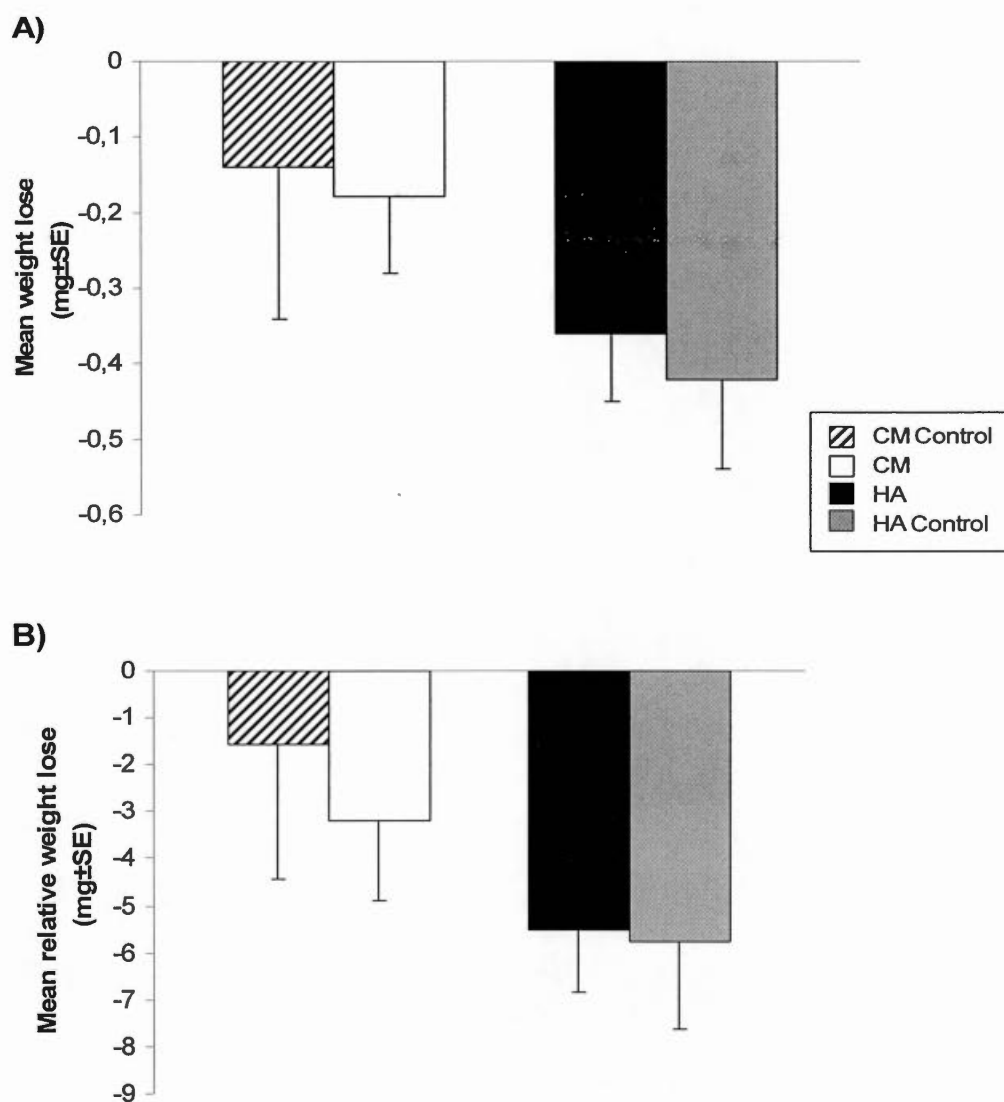 A)
0
-0,1
-0,2
-0,3
-0,4
-0,5
-0,6
Mean weight lose
(mg±SE)
CM Control
CM
HA
HA Control
B)
0
-1
-2
-3
-4
-5
-6
-7
-8
-9
Mean relative weight lose
(mg±SE)